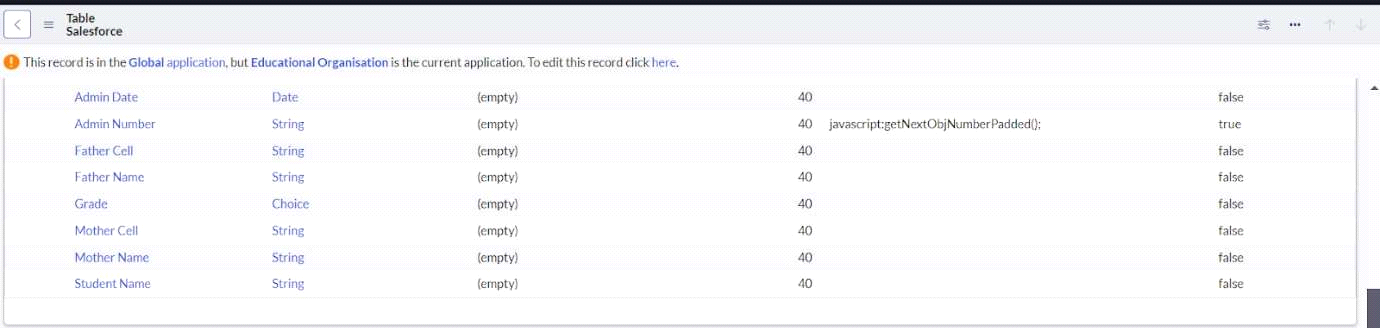 Table
Salesforce
This record is in the Global application, but Educational Organisation is the current application. To edit this record click here.
Admin Date Date (empty) 40 false
Admin Number String (empty) 40 javascript:getNextObjNumberPadded(); true
Father Cell String (empty) 40 false
Father Name String (empty) 40 false
Grade Choice (empty) 40 false
Mother Cell String (empty) 40 false
Mother Name String (empty) 40 false
Student Name String (empty) 40 false